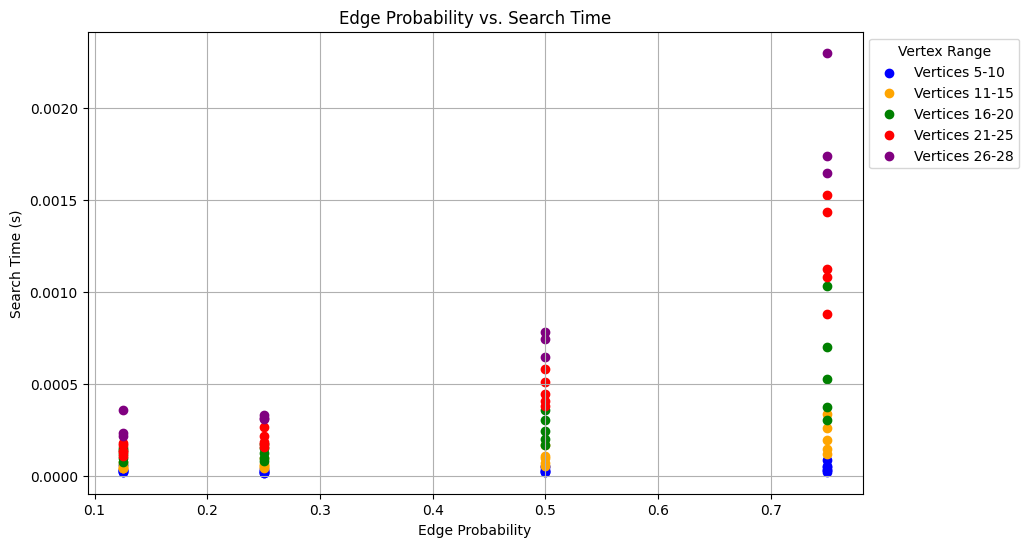 Edge Probability vs. Search Time
Search Time (s)
0.0020
0.0015
0.0010
0.0005
0.0000
0.1
0.2
0.3
0.4
0.5
0.6
0.7
Edge Probability
Vertex Range
Vertices 5-10
Vertices 11-15
Vertices 16-20
Vertices 21-25
Vertices 26-28